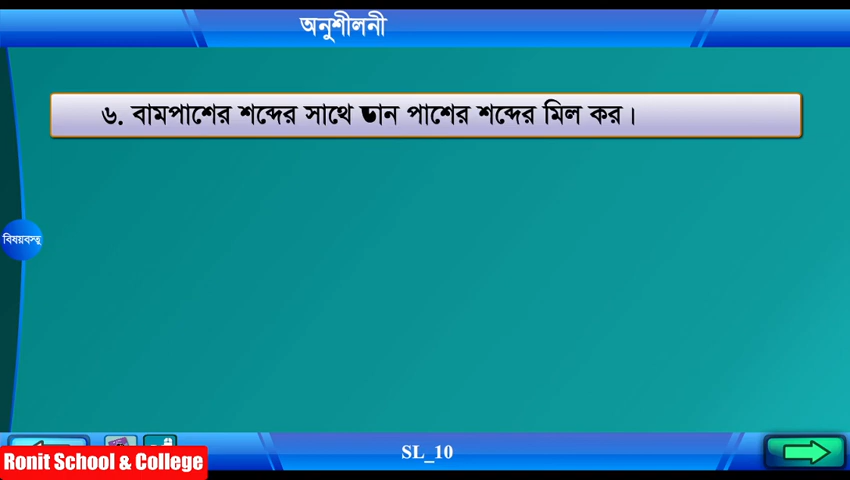 অনুশীলনী
৬. বামপাশের শব্দের সাথে ডান পাশের শব্দের মিল কর।
বিষয়বস্তু
SL_10
Ronit School & College